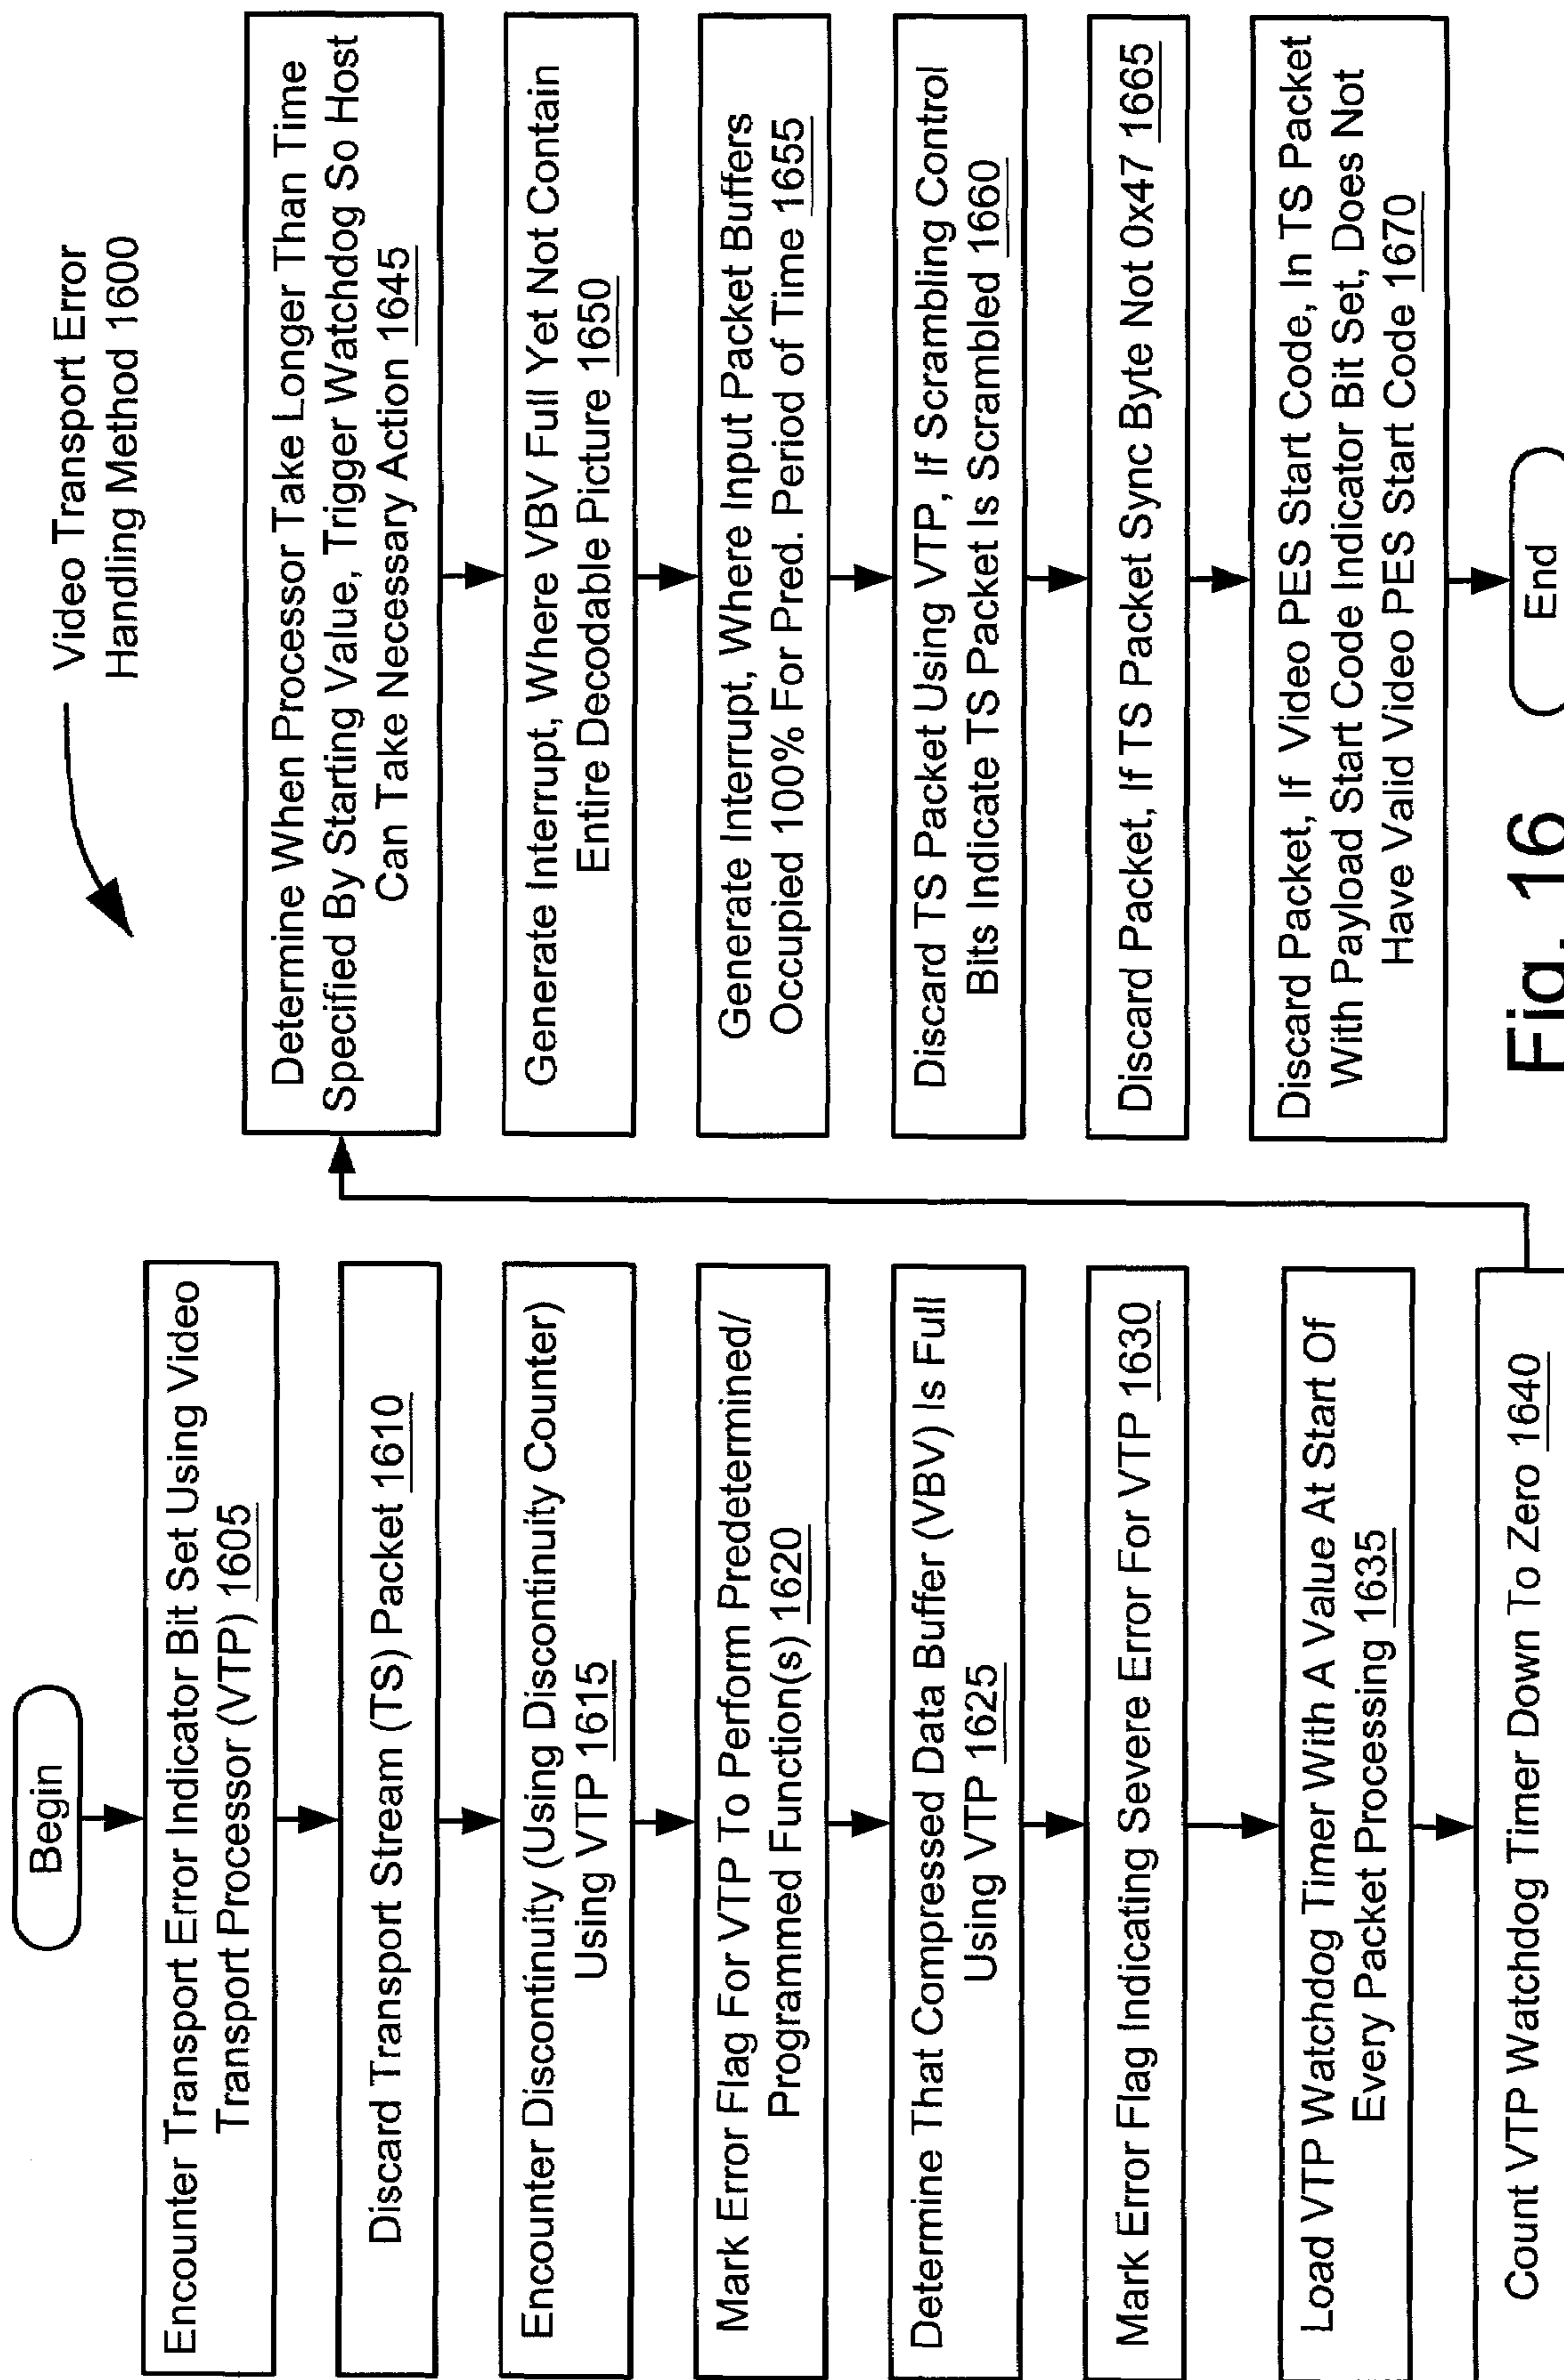 Video Transport Error
Handling Method 1600
Begin
Encounter Transport Error Indicator Bit Set Using Video
Transport Processor (VTP) 1605
Discard Transport Stream (TS) Packet 1610
Encounter Discontinuity (Using Discontinuity Counter)
Using VTP 1615
Mark Error Flag For VTP To Perform Predetermined/
Programmed Function(s) 1620
Determine That Compressed Data Buffer (VBV) Is Full
Using VTP 1625
Mark Error Flag Indicating Severe Error For VTP 1630
Load VTP Watchdog Timer With A Value At Start Of
Every Packet Processing 1635
Count VTP Watchdog Timer Down To Zero 1640
Determine When Processor Take Longer Than Time
Specified By Starting Value, Trigger Watchdog So Host
Can Take Necessary Action 1645
Generate Interrupt, Where VBV Full Yet Not Contain
Entire Decodable Picture 1650
Generate Interrupt, Where Input Packet Buffers
Occupied 100% For Pred. Period of Time 1655
Discard TS Packet Using VTP, If Scrambling Control
Bits Indicate TS Packet Is Scrambled 1660
Discard Packet, If TS Packet Sync Byte Not 0x47 1665
Discard Packet, If Video PES Start Code, In TS Packet
With Payload Start Code Indicator Bit Set, Does Not
Have Valid Video PES Start Code 1670
End
Fig. 16